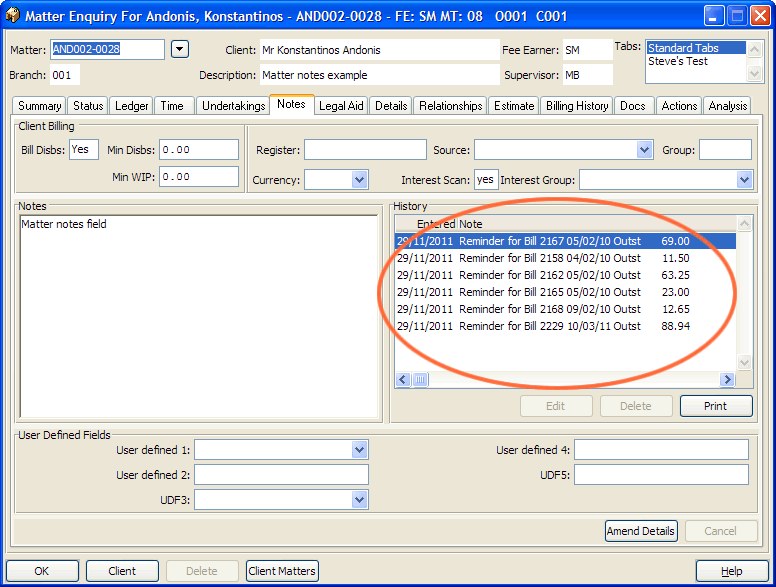 Matter Enquiry For Andonis, Konstantinos - AND002-0028 - FE: SM MT: 08 O001 C001
Matter: AND002-0028 Client: Mr Konstantinos Andonis Fee Earner: SM Tabs: Standard Tabs
Steve's Test
Branch: 001 Description: Matter notes example Supervisor: MB
Summary Status Ledger Time Undertakings Notes Legal Aid Details Relationships Estimate Billing History Docs Actions Analysis
Client Billing
Bill Disbs: Yes Min Disbs: 0.00 Register: Source: Group:
Min WIP: 0.00 Currency: Interest Scan: yes Interest Group:
Notes
Matter notes field
History
Entered Note
29/11/2011 Reminder for Bill 2167 05/02/10 Outst 69.00
29/11/2011 Reminder for Bill 2158 04/02/10 Outst 11.50
29/11/2011 Reminder for Bill 2162 05/02/10 Outst 63.25
29/11/2011 Reminder for Bill 2165 05/02/10 Outst 23.00
29/11/2011 Reminder for Bill 2168 09/02/10 Outst 12.65
29/11/2011 Reminder for Bill 2229 10/03/11 Outst 88.94
Edit Delete Print
User Defined Fields
User defined 1: User defined 4:
User defined 2: UDF5:
UDF3:
Amend Details Cancel
OK Client Delete Client Matters Help